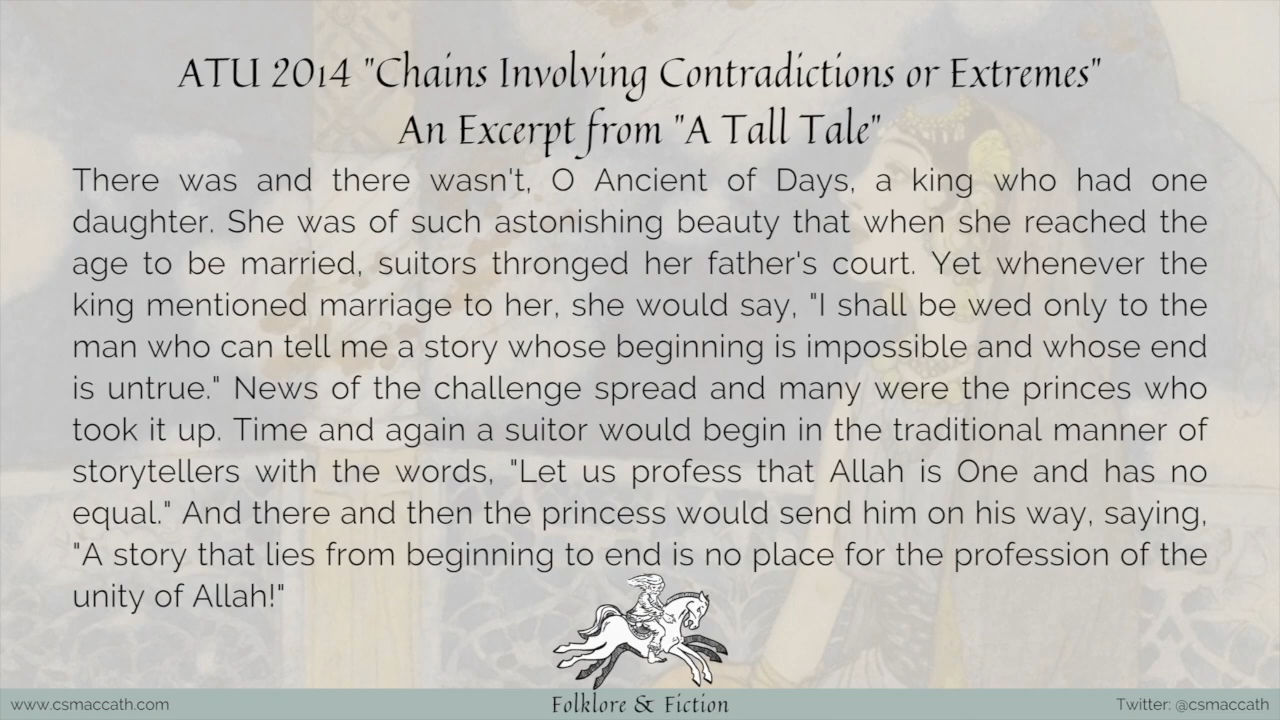 ATU 2014 "Chains Involving Contradictions or Extremes"
An Excerpt from "A Tall Tale"
There was and there wasn't, O Ancient of Days, a king who had one
daughter. She was of such astonishing beauty that when she reached the
age to be married, suitors thronged her father's court. Yet whenever the
king mentioned marriage to her, she would say, "I shall be wed only to the
man who can tell me a story whose beginning is impossible and whose end
is untrue." News of the challenge spread and many were the princes who
took it up. Time and again a suitor would begin in the traditional manner of
storytellers with the words, "Let us profess that Allah is One and has no
equal." And there and then the princess would send him on his way, saying,
"A story that lies from beginning to end is no place for the profession of the
unity of Allah!"
www.csmaccath.com
Folklore & Fiction
Twitter: @csmaccath